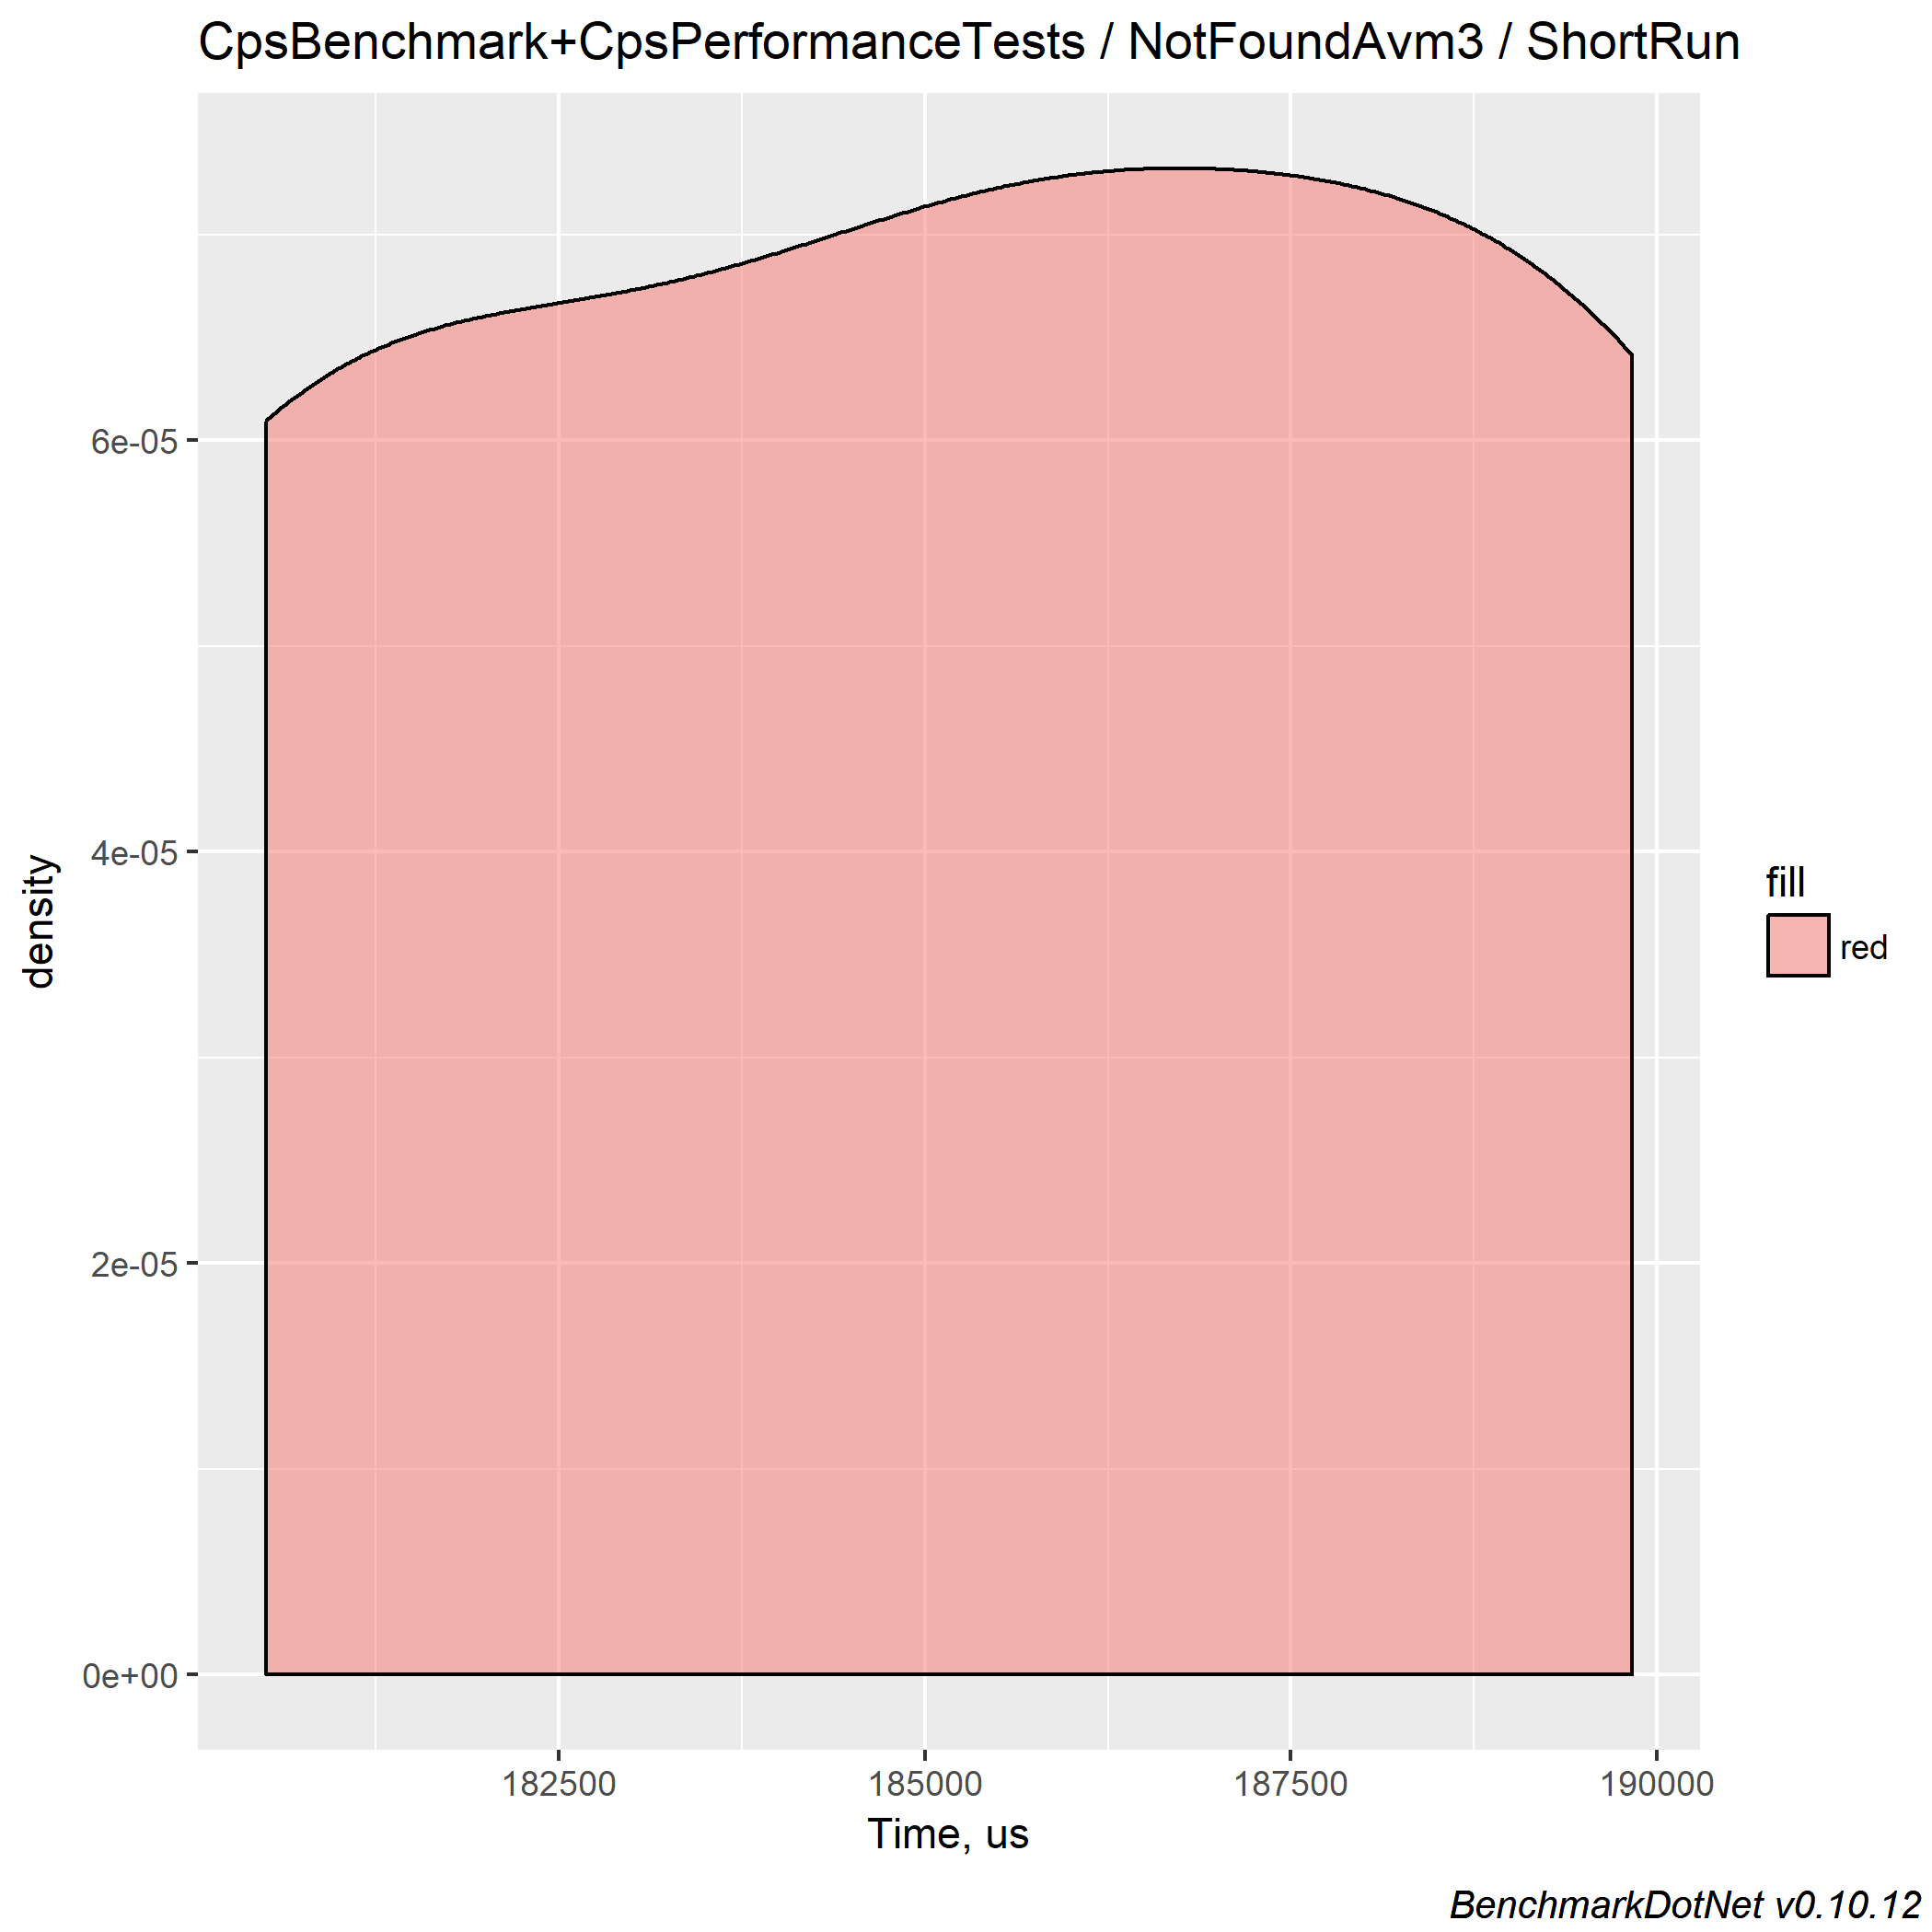 CpsBenchmark+CpsPerformanceTests / NotFoundAvm3 / ShortRun
6e-05
4e-05
2e-05
0e+00
density
182500 185000 187500 190000
Time, us
fill
red
BenchmarkDotNet v0.10.12